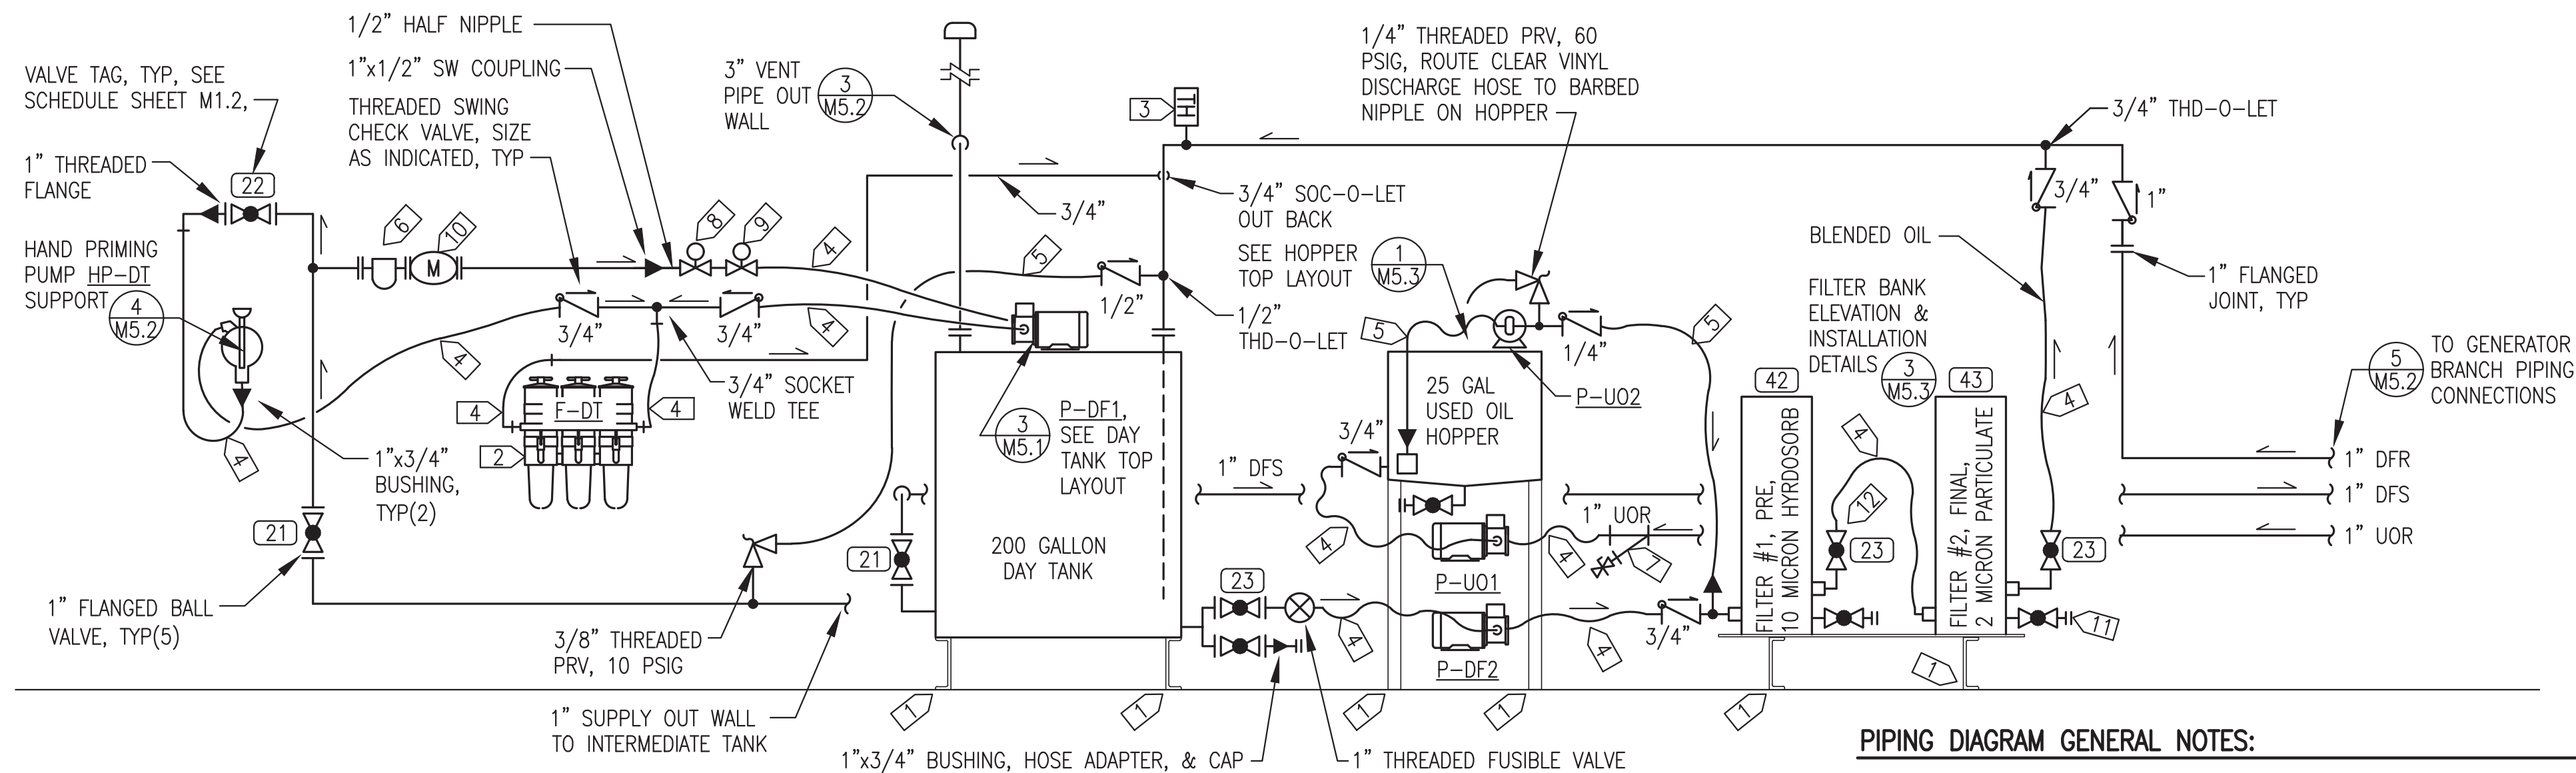 1/2” HALF NIPPLE
1”x1/2” SW COUPLING
THREADED SWING
CHECK VALVE, SIZE
AS INDICATED, TYP
VALVE TAG, TYP, SEE
SCHEDULE SHEET M1.2,
1” THREADED
FLANGE
22
HAND PRIMING
PUMP HP-DT
SUPPORT
4
M5.2
6
10
M
8
9
4
3” VENT
PIPE OUT
WALL
3
M5.2
3
HT
3/4”
3/4” SOC-O-LET
OUT BACK
SEE HOPPER
TOP LAYOUT
1
M5.3
1/4” THREADED PRV, 60
PSIG, ROUTE CLEAR VINYL
DISCHARGE HOSE TO BARBED
NIPPLE ON HOPPER
3/4” THD-O-LET
3/4”
1”
BLENDED OIL
FILTER BANK
ELEVATION &
INSTALLATION
DETAILS
3
M5.3
1” FLANGED
JOINT, TYP
5
M5.2
TO GENERATOR
BRANCH PIPING
CONNECTIONS
1” DFR
1” DFS
1” UOR
5
1/2”
1/2”
THD-O-LET
3/4”
3/4”
4
4
3/4” SOCKET
WELD TEE
4
F-DT
4
2
4
1”x3/4”
BUSHING,
TYP(2)
21
1” FLANGED BALL
VALVE, TYP(5)
3/8” THREADED
PRV, 10 PSIG
1” SUPPLY OUT WALL
TO INTERMEDIATE TANK
3
M5.1
P-DF1,
SEE DAY
TANK TOP
LAYOUT
200 GALLON
DAY TANK
21
1” DFS
5
1/4”
P-UO2
5
25 GAL
USED OIL
HOPPER
3/4”
4
P-UO1
4
1” UOR
7
23
4
P-DF2
4
3/4”
42
FILTER #1, PRE,
10 MICRON HYRDOSORB
4
12
23
43
FILTER #2, FINAL,
2 MICRON PARTICULATE
4
23
11
1
1
1
1
1
1
1”x3/4” BUSHING, HOSE ADAPTER, & CAP
1” THREADED FUSIBLE VALVE
PIPING DIAGRAM GENERAL NOTES: